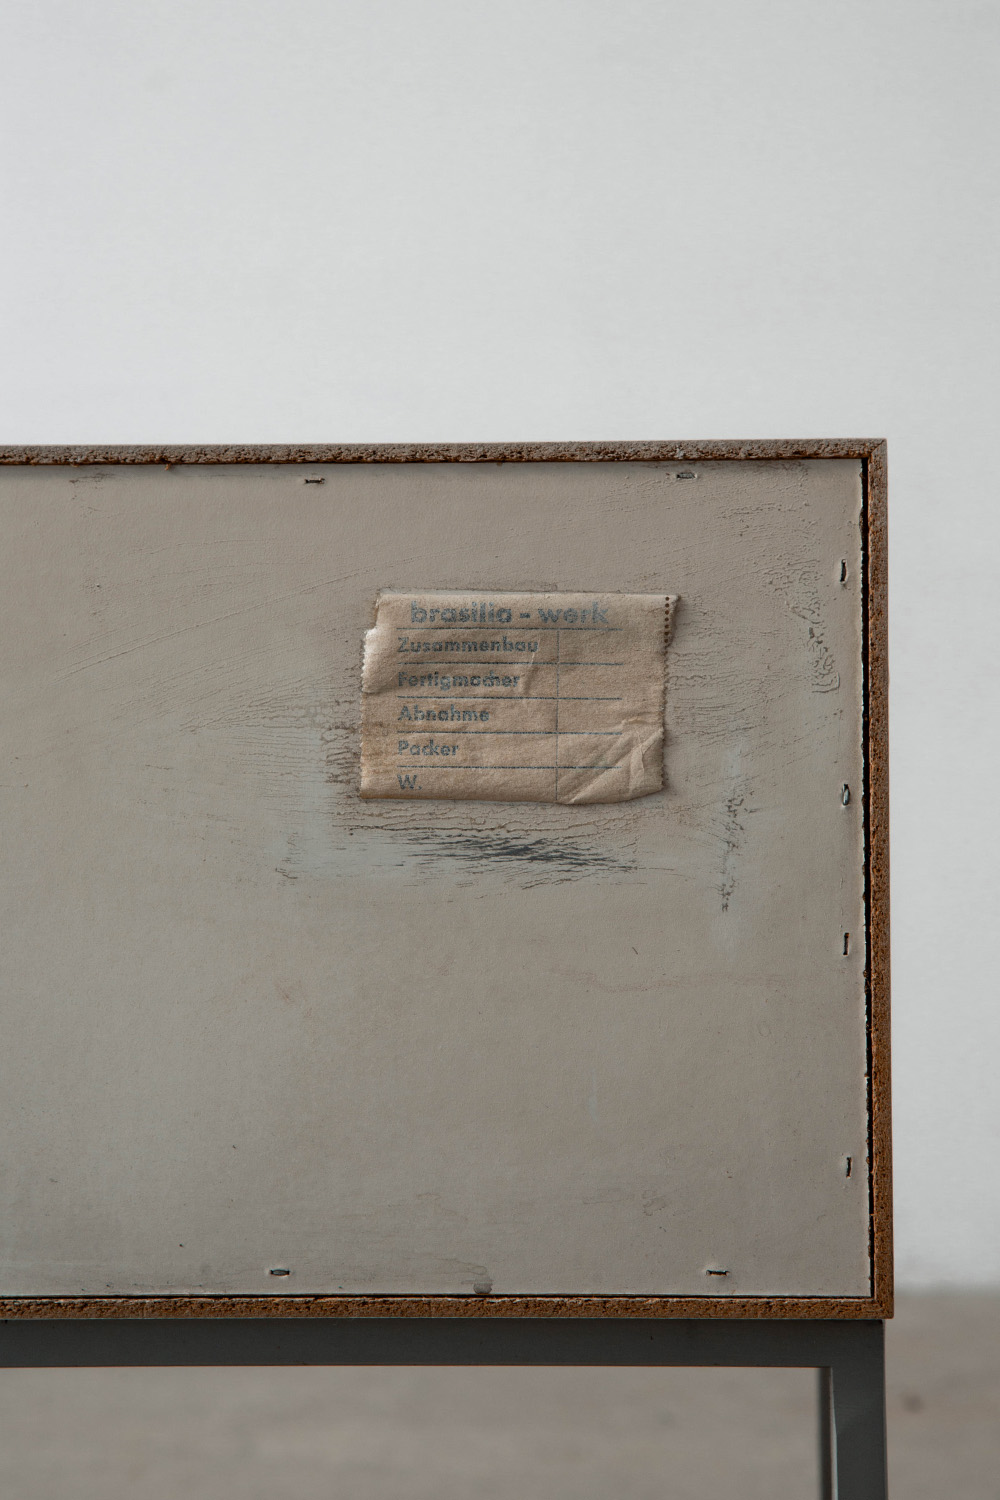 brasilia - werk
Zusammenbau
Fertigmacher
Abnahme
Packer
W.